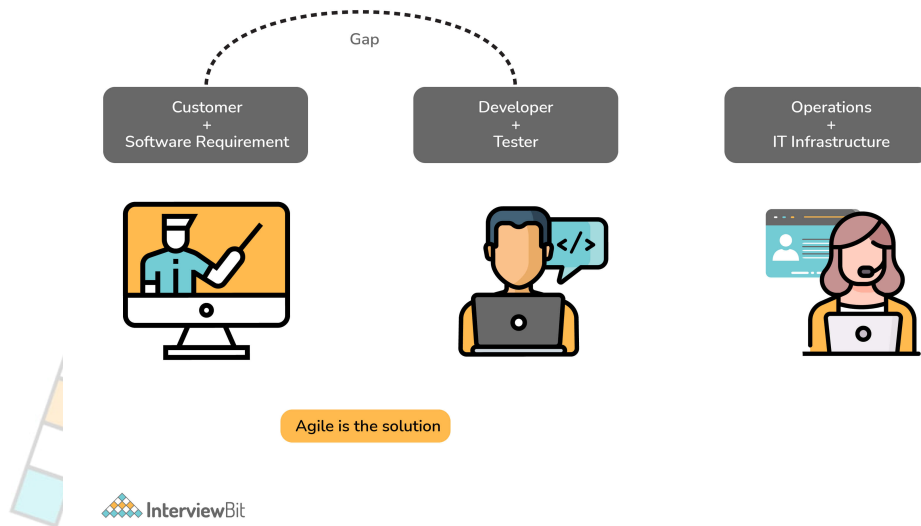 Gap
Customer
+
Software Requirement
Developer
+
Tester
Operations
+
IT Infrastructure
</>
Agile is the solution
InterviewBit